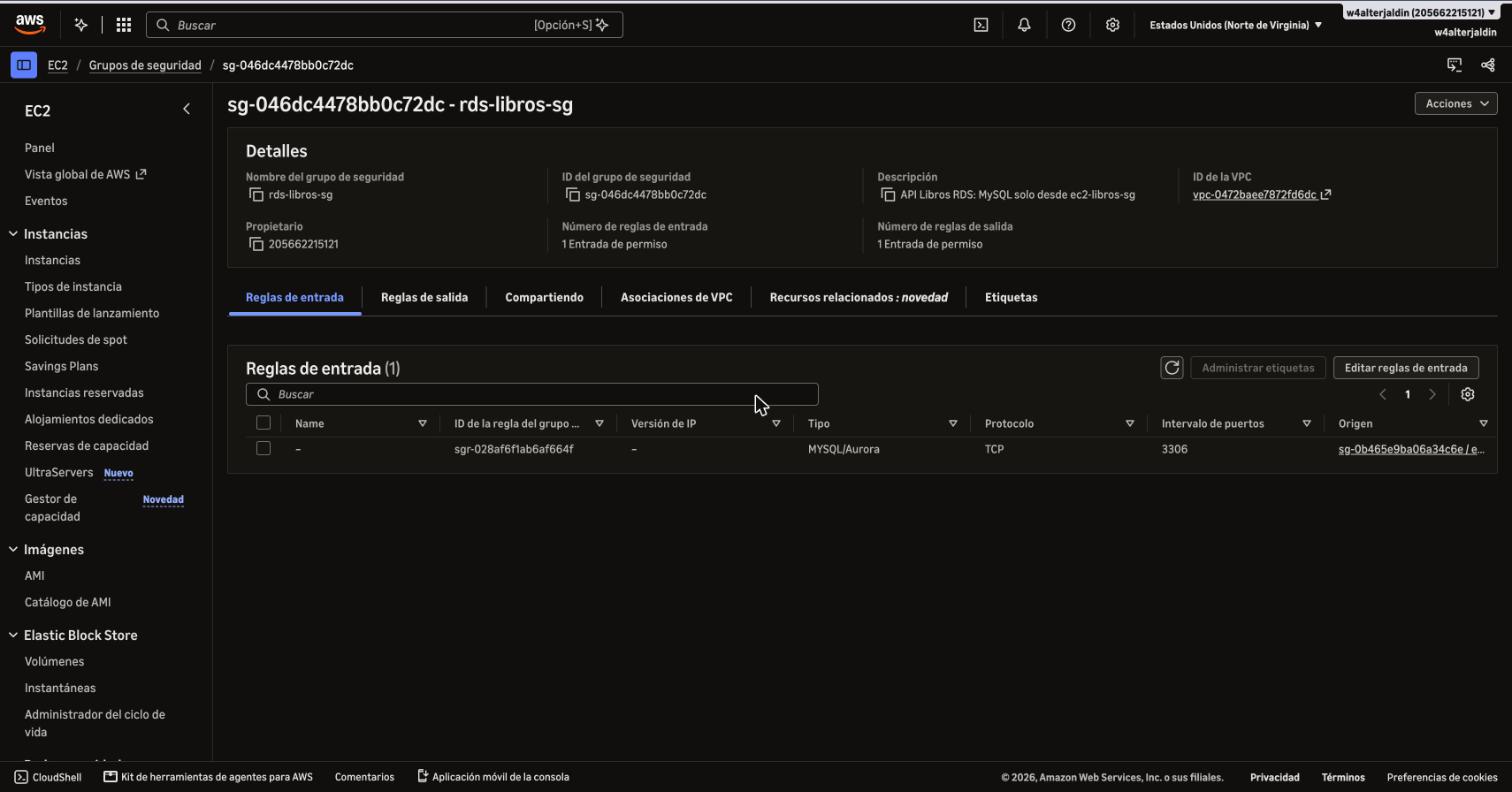 aws
Buscar [Opción+S]
Estados Unidos (Norte de Virginia)
w4alterjaldin (205662215121)
w4alterjaldin
EC2 / Grupos de seguridad / sg-046dc4478bb0c72dc
EC2
Panel
Vista global de AWS
Eventos
Instancias
Instancias
Tipos de instancia
Plantillas de lanzamiento
Solicitudes de spot
Savings Plans
Instancias reservadas
Alojamientos dedicados
Reservas de capacidad
UltraServers Nuevo
Gestor de capacidad Novedad
Imágenes
AMI
Catálogo de AMI
Elastic Block Store
Volúmenes
Instantáneas
Administrador del ciclo de vida
sg-046dc4478bb0c72dc - rds-libros-sg
Acciones
Detalles
Nombre del grupo de seguridad
rds-libros-sg
ID del grupo de seguridad
sg-046dc4478bb0c72dc
Descripción
API Libros RDS: MySQL solo desde ec2-libros-sg
ID de la VPC
vpc-0472baee7872fd6dc
Propietario
205662215121
Número de reglas de entrada
1 Entrada de permiso
Número de reglas de salida
1 Entrada de permiso
Reglas de entrada Reglas de salida Compartiendo Asociaciones de VPC Recursos relacionados : novedad Etiquetas
Reglas de entrada (1)
Administrar etiquetas Editar reglas de entrada
Buscar
1
Name ID de la regla del grupo ... Versión de IP Tipo Protocolo Intervalo de puertos Origen
– sgr-028af6f1ab6af664f – MYSQL/Aurora TCP 3306 sg-0b465e9ba06a34c6e / e...
CloudShell Kit de herramientas de agentes para AWS Comentarios Aplicación móvil de la consola © 2026, Amazon Web Services, Inc. o sus filiales. Privacidad Términos Preferencias de cookies